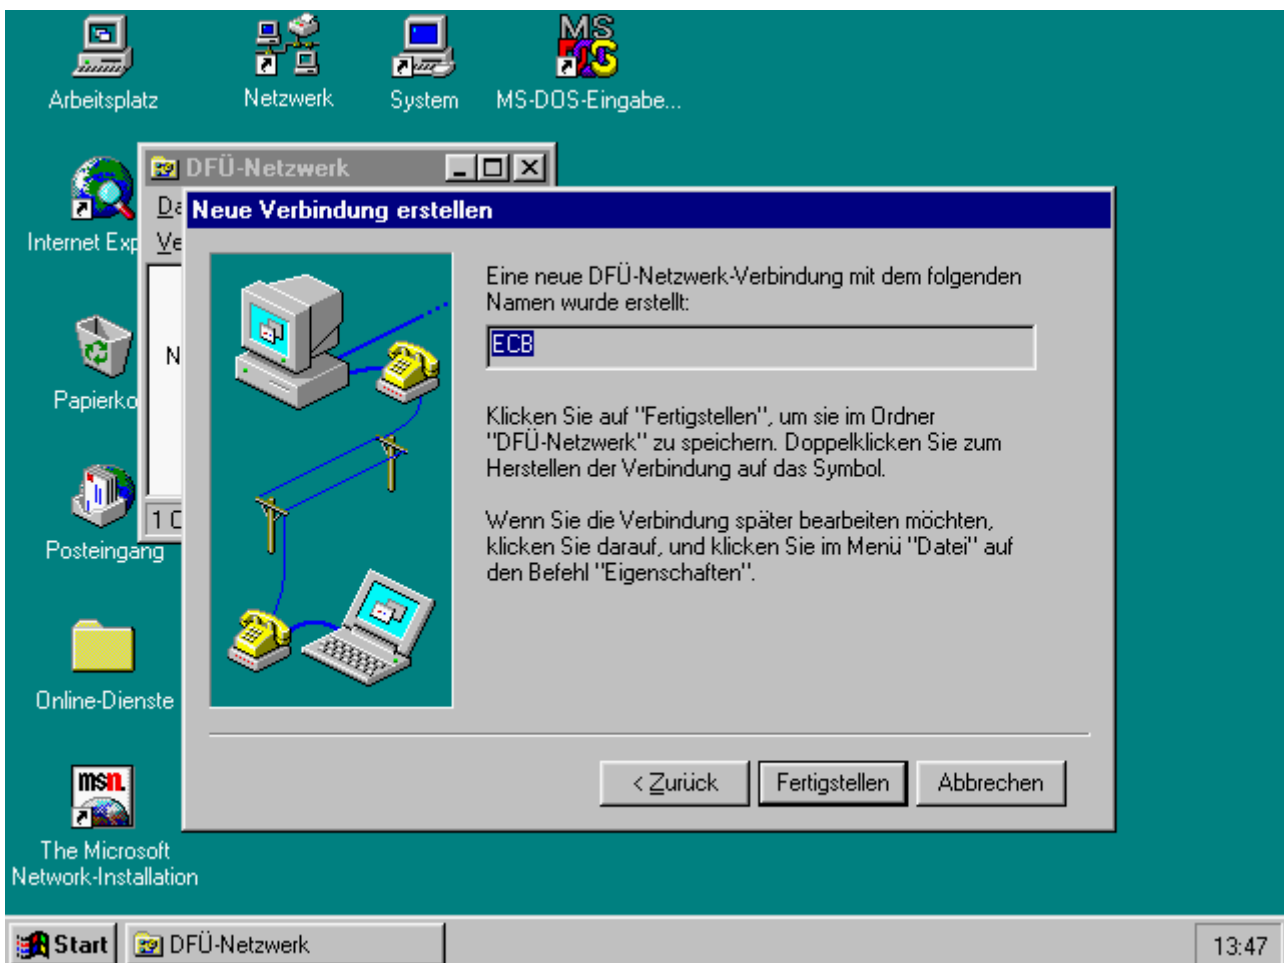 MS
DOS
Arbeitsplatz
Netzwerk
System
MS-DOS-Eingabe...
DFÜ-Netzwerk
Da
Ve
Neue Verbindung erstellen
Internet Exp
Eine neue DFÜ-Netzwerk-Verbindung mit dem folgenden
Namen wurde erstellt:
ECB
N
Papierko
Klicken Sie auf "Fertigstellen", um sie im Ordner
"DFÜ-Netzwerk" zu speichern. Doppelklicken Sie zum
Herstellen der Verbindung auf das Symbol.
1 O
Posteingang
Wenn Sie die Verbindung später bearbeiten möchten,
klicken Sie darauf, und klicken Sie im Menü "Datei" auf
den Befehl "Eigenschaften".
Online-Dienste
msn.
The Microsoft
Network-Installation
< Zurück
Fertigstellen
Abbrechen
Start
DFÜ-Netzwerk
13:47